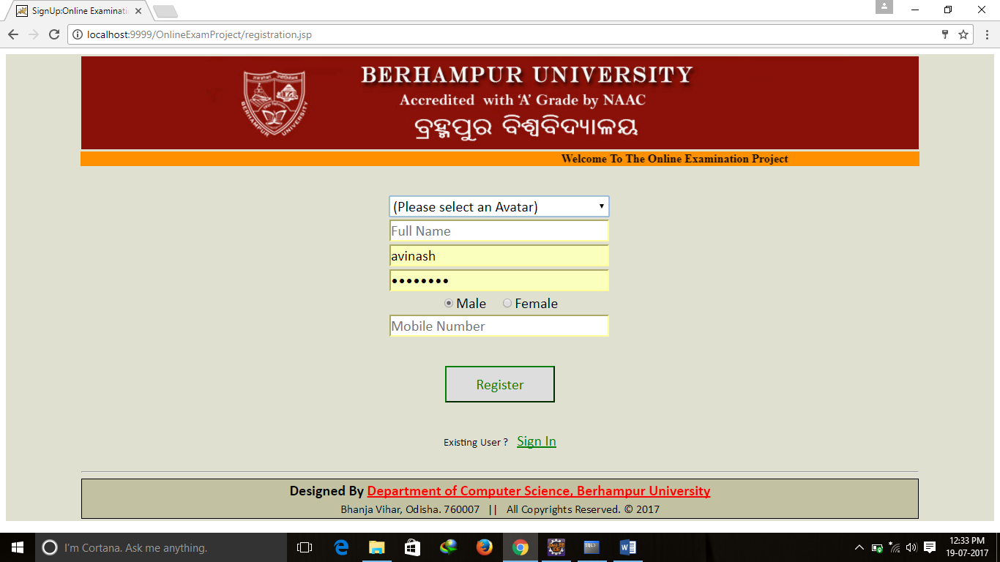 SignUp:Online Examinati
localhost:9999/OnlineExamProject/registration.jsp
BERHAMPUR UNIVERSITY
Accredited with ‘A’ Grade by NAAC
ବ୍ରହ୍ମପୁର ବିଶ୍ୱବିଦ୍ୟାଳୟ
BERHAMPUR UNIVERSITY
Welcome To The Online Examination Project
(Please select an Avatar)
Full Name
avinash
••••••••
Male Female
Mobile Number
Register
Existing User ? Sign In
Designed By Department of Computer Science, Berhampur University
Bhanja Vihar, Odisha. 760007 || All Copyrights Reserved. © 2017
I'm Cortana. Ask me anything.
12:33 PM
19-07-2017